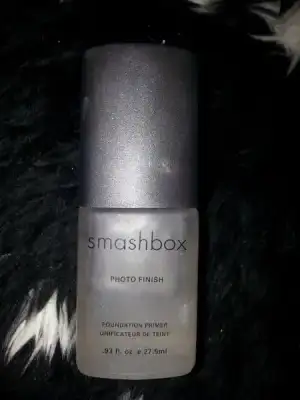 smashbox
PHOTO FINISH
FOUNDATION PRIMER
UNIFICATEUR DE TEINT
.93 fl. oz. e 27.5ml